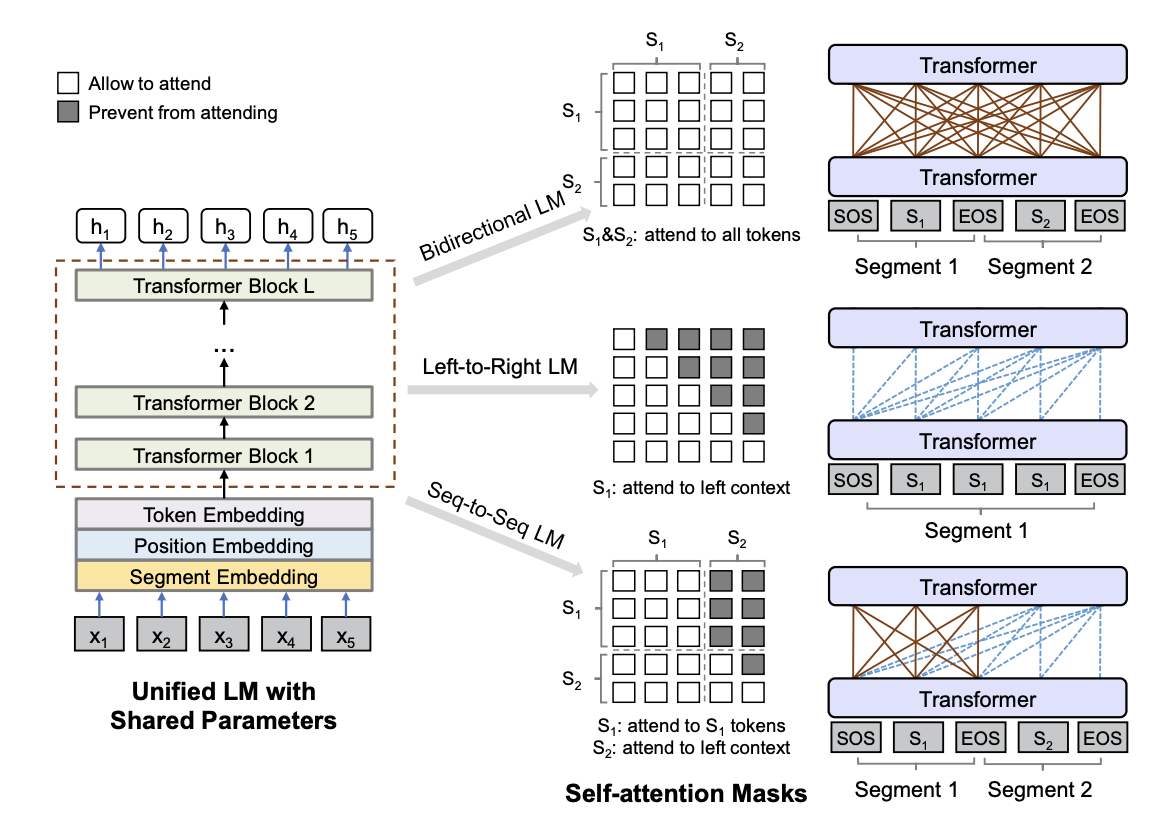 Allow to attend
Prevent from attending
h1 h2 h3 h4 h5
Transformer Block L
...
Transformer Block 2
Transformer Block 1
Token Embedding
Position Embedding
Segment Embedding
x1 x2 x3 x4 x5
Unified LM with
Shared Parameters
Bidirectional LM
Left-to-Right LM
Seq-to-Seq LM
S1 S2
S1
S2
S1&S2: attend to all tokens
S1: attend to left context
S1 S2
S1
S2
S1: attend to S1 tokens
S2: attend to left context
Self-attention Masks
Transformer
Transformer
SOS S1 EOS S2 EOS
Segment 1 Segment 2
Transformer
Transformer
SOS S1 S1 S1 EOS
Segment 1
Transformer
Transformer
SOS S1 EOS S2 EOS
Segment 1 Segment 2